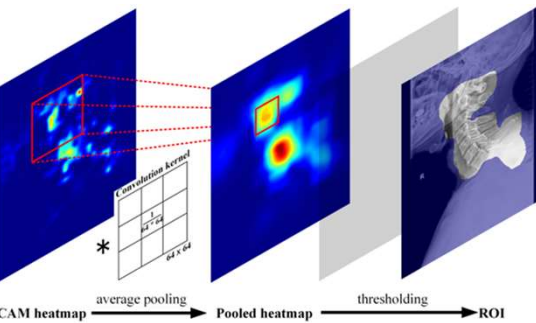 Convolution kernel
1
64 * 64
*
64 × 64
average pooling
thresholding
CAM heatmap
Pooled heatmap
ROI